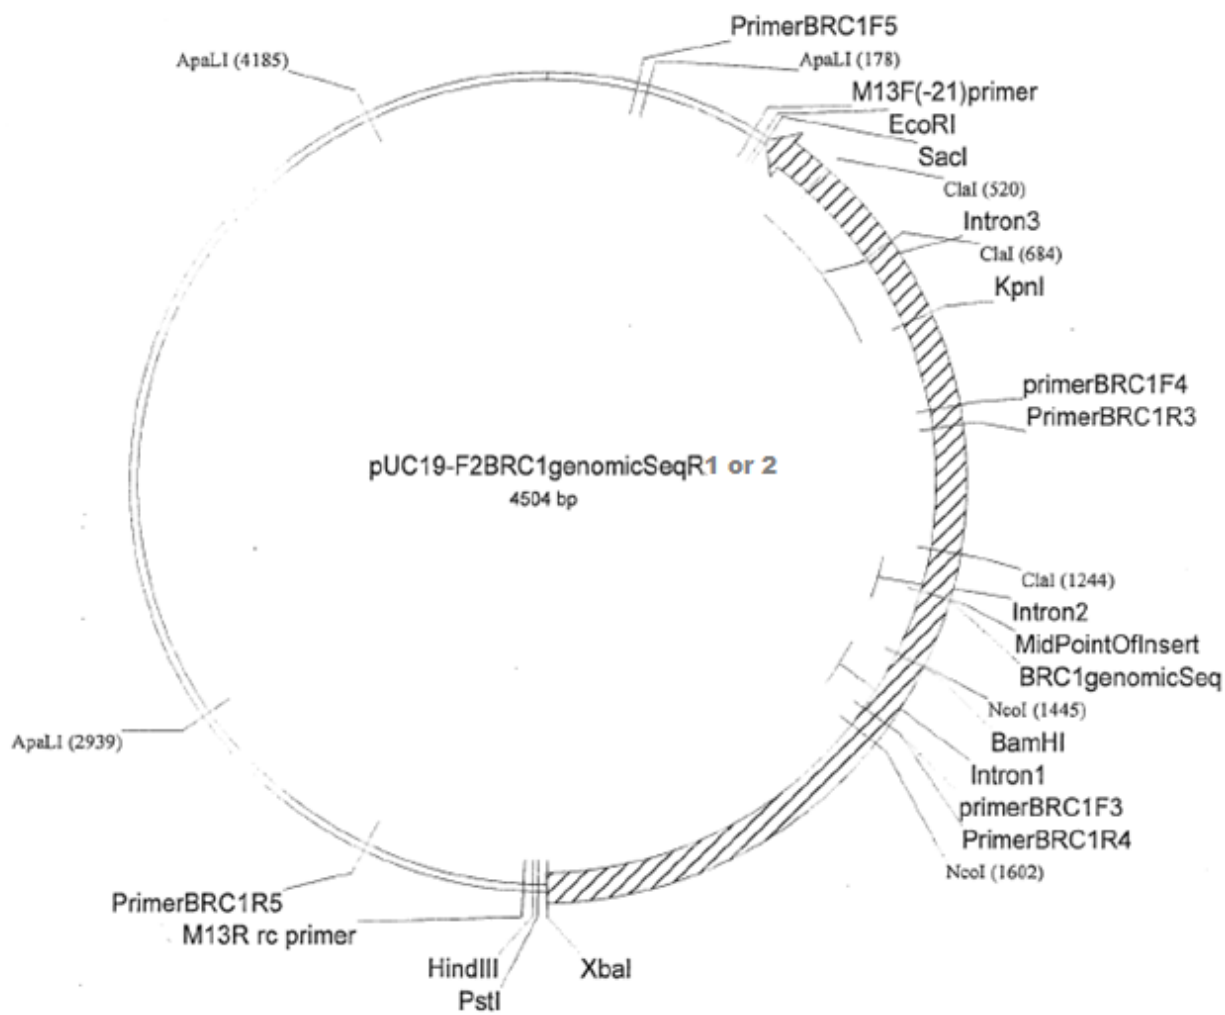 PrimerBRC1F5
ApaLI (4185)
ApaLI (178)
M13F(-21)primer
EcoRI
SacI
ClaI (520)
Intron3
ClaI (684)
KpnI
primerBRC1F4
PrimerBRC1R3
pUC19-F2BRC1genomicSeqR1 or 2
4504 bp
ClaI (1244)
Intron2
MidPointOfInsert
BRC1genomicSeq
NcoI (1445)
ApaLI (2939)
BamHI
Intron1
primerBRC1F3
PrimerBRC1R4
NcoI (1602)
PrimerBRC1R5
M13R rc primer
HindIII
XbaI
PstI